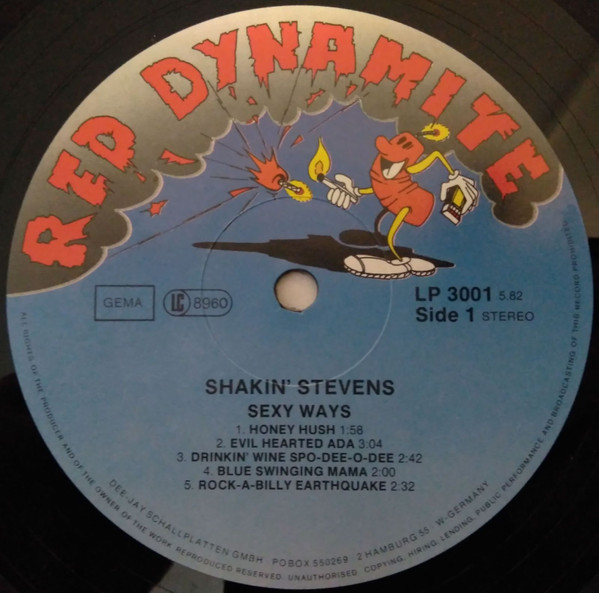 RED DYNAMITE
GEMA
LC 8960
LP 3001 5.82
Side 1 STEREO
SHAKIN' STEVENS
SEXY WAYS
1. HONEY HUSH 1:58
2. EVIL HEARTED ADA 3:04
3. DRINKIN' WINE SPO-DEE-O-DEE 2:42
4. BLUE SWINGING MAMA 2:00
5. ROCK-A-BILLY EARTHQUAKE 2:32
DEE-JAY SCHALLPLATTEN GMBH · POBOX 550269 · 2 HAMBURG 55 · W-GERMANY
ALL RIGHTS OF THE PRODUCER AND OF THE OWNER OF THE WORK REPRODUCED RESERVED. UNAUTHORISED. COPYING, HIRING, LENDING, PUBLIC PERFORMANCE AND BROADCASTING OF THIS RECORD PROHIBITED